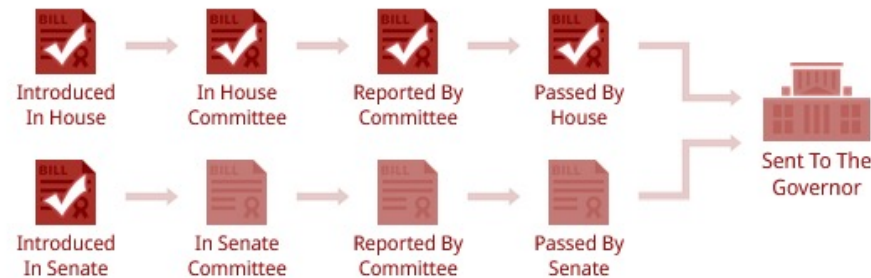 BILL BILL BILL BILL
Introduced In House Committee Reported By Passed By
In House Committee Committee House
Sent To The
Governor
BILL BILL BILL BILL
Introduced In Senate Reported By Passed By
In Senate Committee Committee Senate